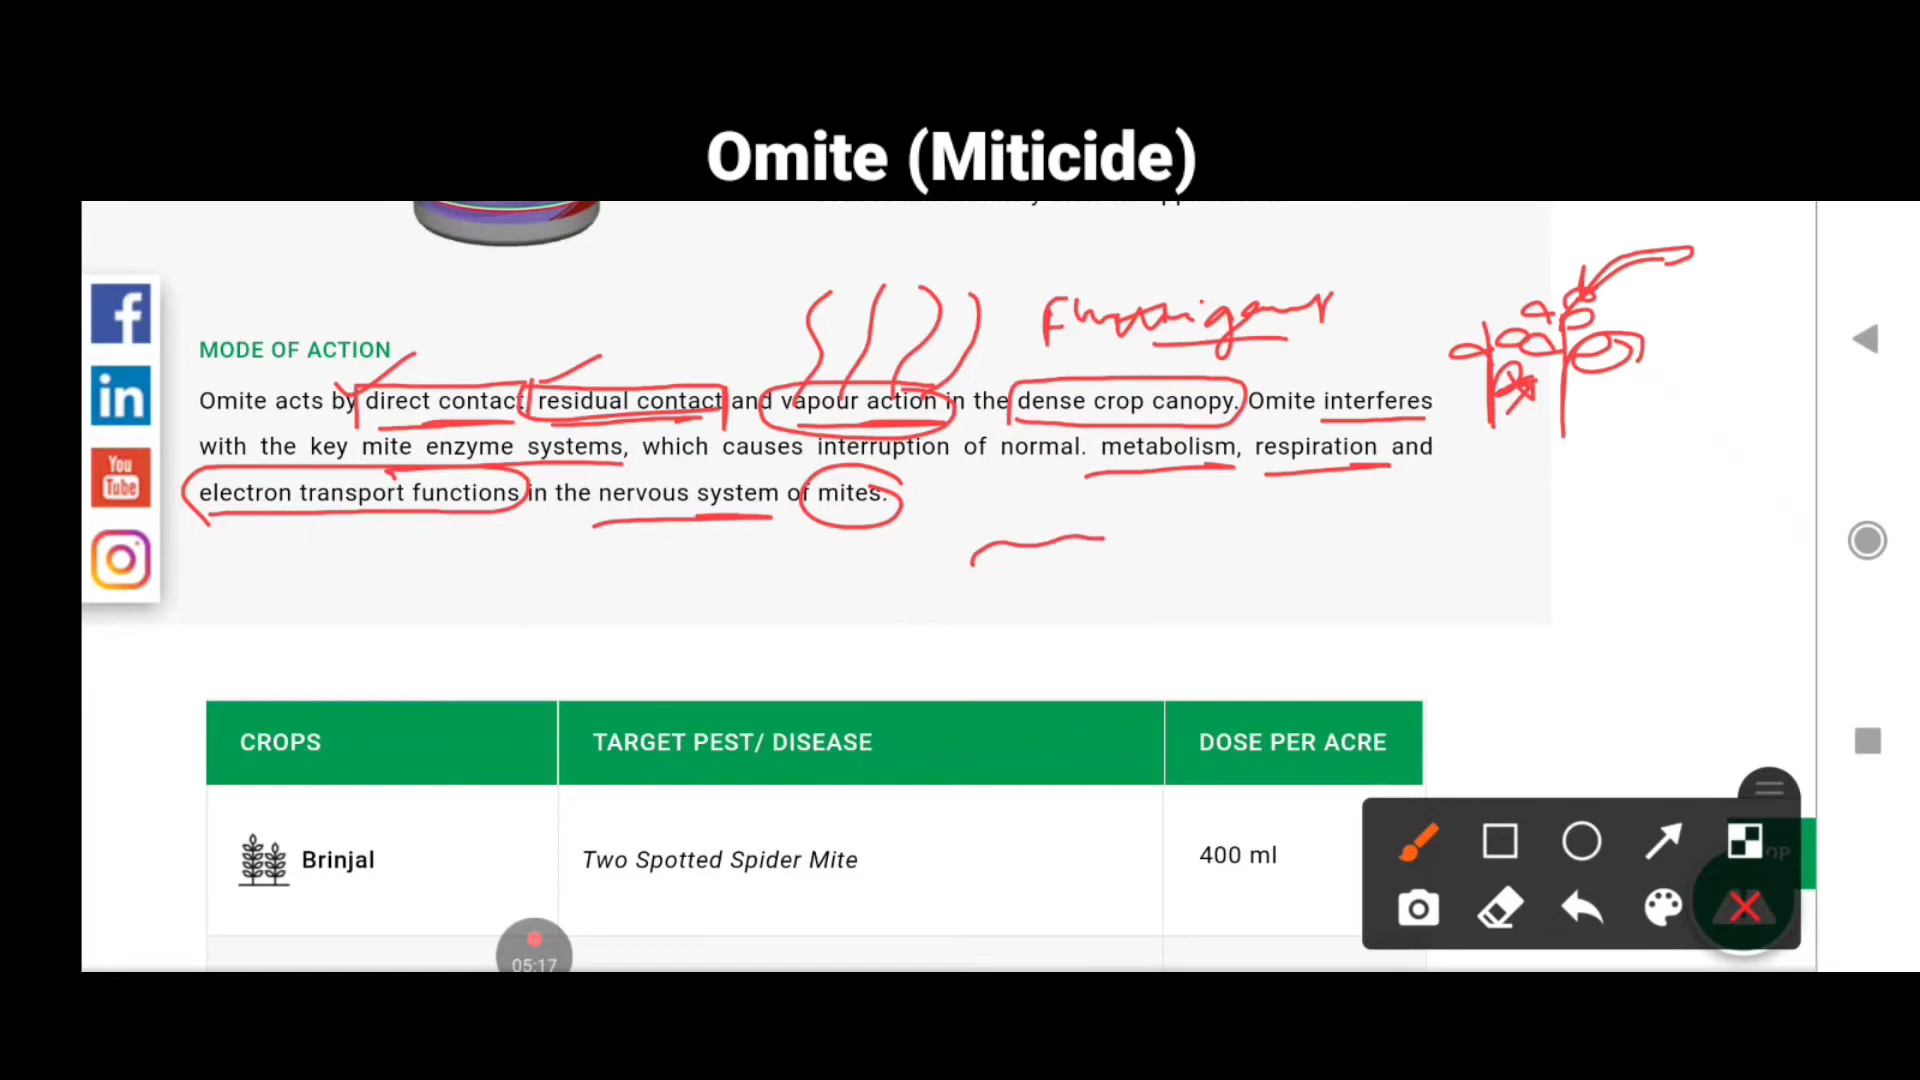 Omite (Miticide)
MODE OF ACTION
Omite acts by direct contact residual contact and vapour action in the dense crop canopy. Omite interferes
with the key mite enzyme systems, which causes interruption of normal. metabolism, respiration and
electron transport functions in the nervous system of mites.
You
Tube
CROPS TARGET PEST/ DISEASE DOSE PER ACRE
Brinjal Two Spotted Spider Mite 400 ml
05:17